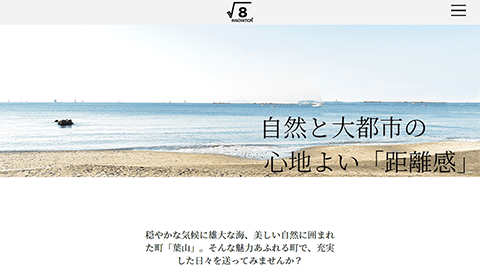 √8
INNOVATION
自然と大都市の
心地よい「距離感」
穏やかな気候に雄大な海、美しい自然に囲まれ
た町「葉山」。そんな魅力あふれる町で、充実
した日々を送ってみませんか？